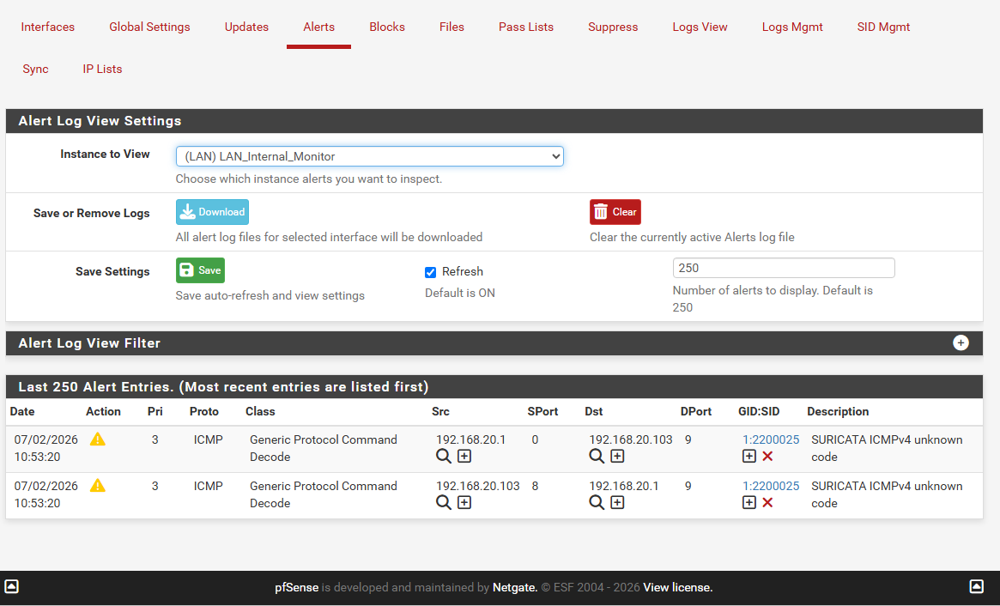 Interfaces Global Settings Updates Alerts Blocks Files Pass Lists Suppress Logs View Logs Mgmt SID Mgmt
Sync IP Lists
Alert Log View Settings
Instance to View (LAN) LAN_Internal_Monitor
Choose which instance alerts you want to inspect.
Save or Remove Logs Download Clear
All alert log files for selected interface will be downloaded Clear the currently active Alerts log file
Save Settings Save Refresh 250
Save auto-refresh and view settings Default is ON Number of alerts to display. Default is
250
Alert Log View Filter
Last 250 Alert Entries. (Most recent entries are listed first)
Date Action Pri Proto Class Src SPort Dst DPort GID:SID Description
07/02/2026 3 ICMP Generic Protocol Command 192.168.20.1 0 192.168.20.103 9 1:2200025 SURICATA ICMPv4 unknown
10:53:20 Decode code
07/02/2026 3 ICMP Generic Protocol Command 192.168.20.103 8 192.168.20.1 9 1:2200025 SURICATA ICMPv4 unknown
10:53:20 Decode code
pfSense is developed and maintained by Netgate. © ESF 2004 - 2026 View license.